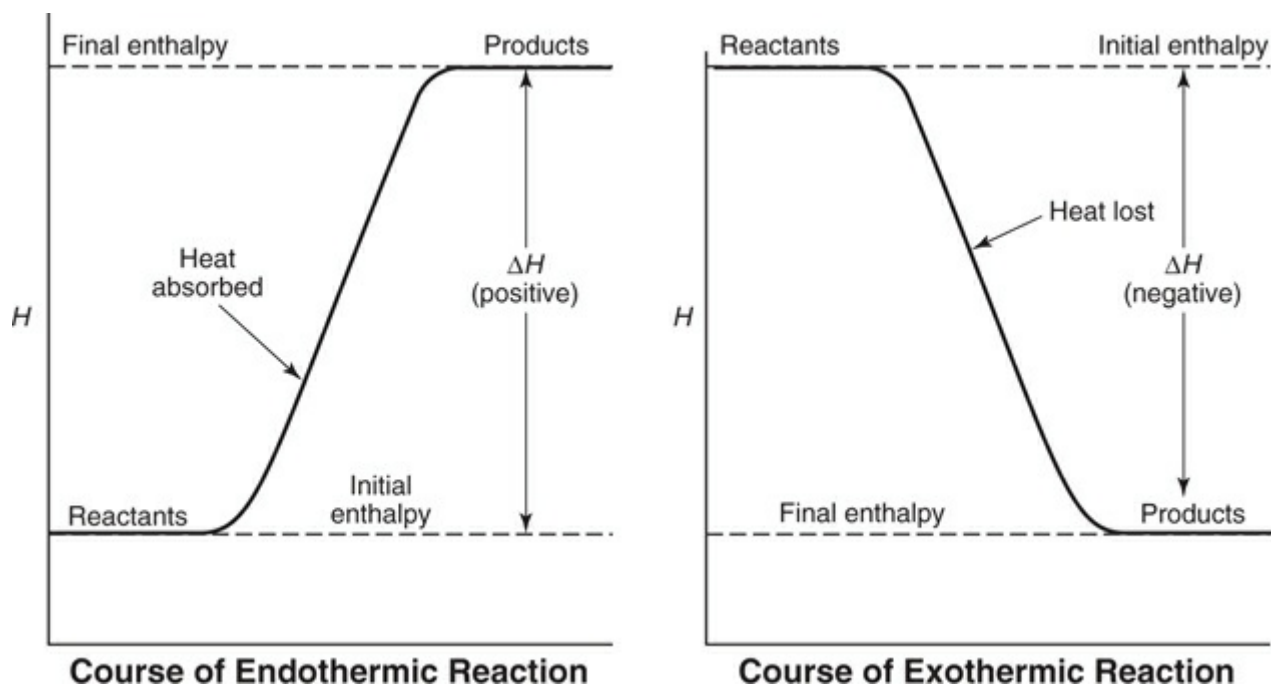 Final enthalpy
Products
Heat
absorbed
ΔH
(positive)
H
Reactants
Initial
enthalpy
Course of Endothermic Reaction
Reactants
Initial enthalpy
Heat lost
ΔH
(negative)
H
Final enthalpy
Products
Course of Exothermic Reaction